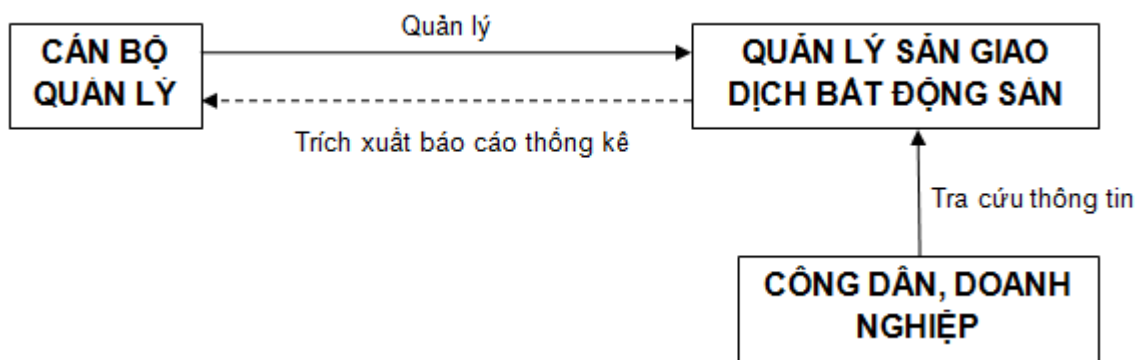 Quản lý
CÁN BỘ
QUẢN LÝ
QUẢN LÝ SÀN GIAO
DỊCH BẤT ĐỘNG SẢN
Trích xuất báo cáo thống kê
Tra cứu thông tin
CÔNG DÂN, DOANH
NGHIỆP